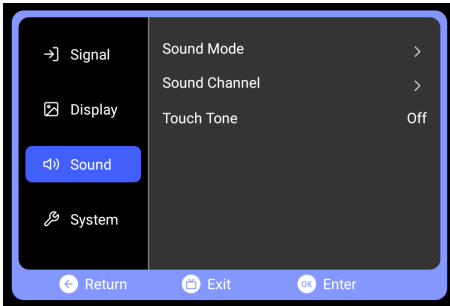 Signal
Display
Sound
System
Sound Mode
Sound Channel
Touch Tone Off
Return Exit OK Enter